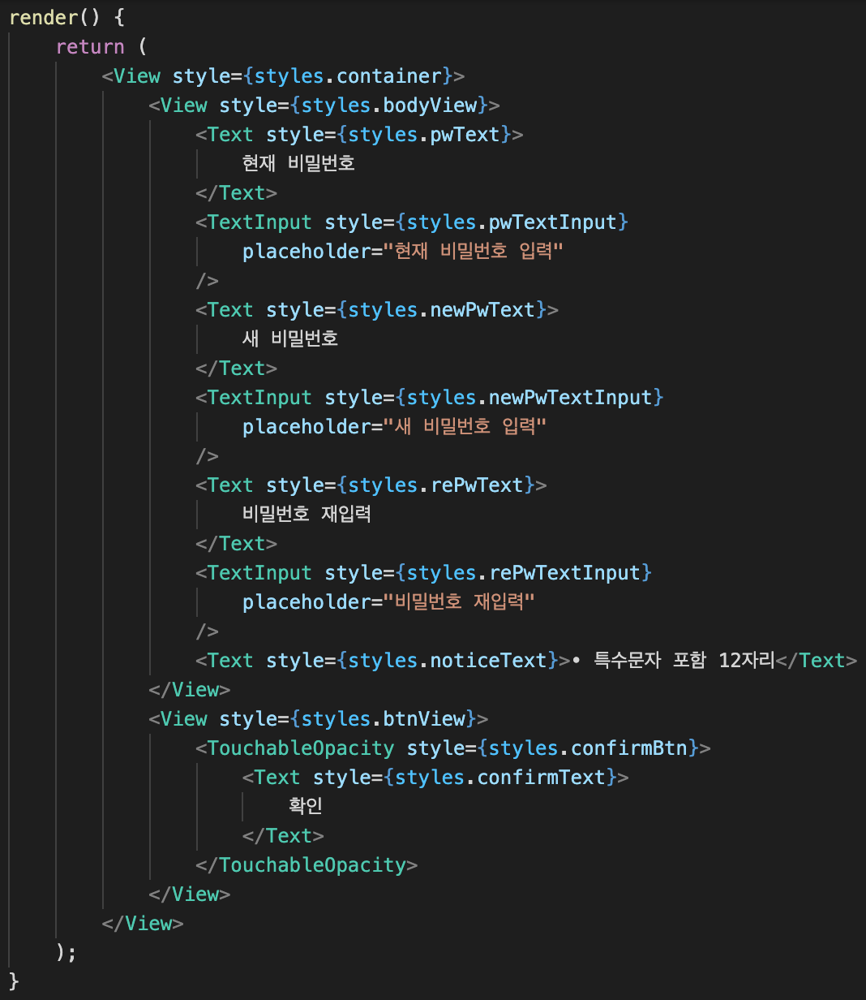 render() {
return (
<View style={styles.container}>
<View style={styles.bodyView}>
<Text style={styles.pwText}>
현재 비밀번호
</Text>
<TextInput style={styles.pwTextInput}
placeholder="현재 비밀번호 입력"
/>
<Text style={styles.newPwText}>
새 비밀번호
</Text>
<TextInput style={styles.newPwTextInput}
placeholder="새 비밀번호 입력"
/>
<Text style={styles.rePwText}>
비밀번호 재입력
</Text>
<TextInput style={styles.rePwTextInput}
placeholder="비밀번호 재입력"
/>
<Text style={styles.noticeText}>• 특수문자 포함 12자리</Text>
</View>
<View style={styles.btnView}>
<TouchableOpacity style={styles.confirmBtn}>
<Text style={styles.confirmText}>
확인
</Text>
</TouchableOpacity>
</View>
</View>
);
}